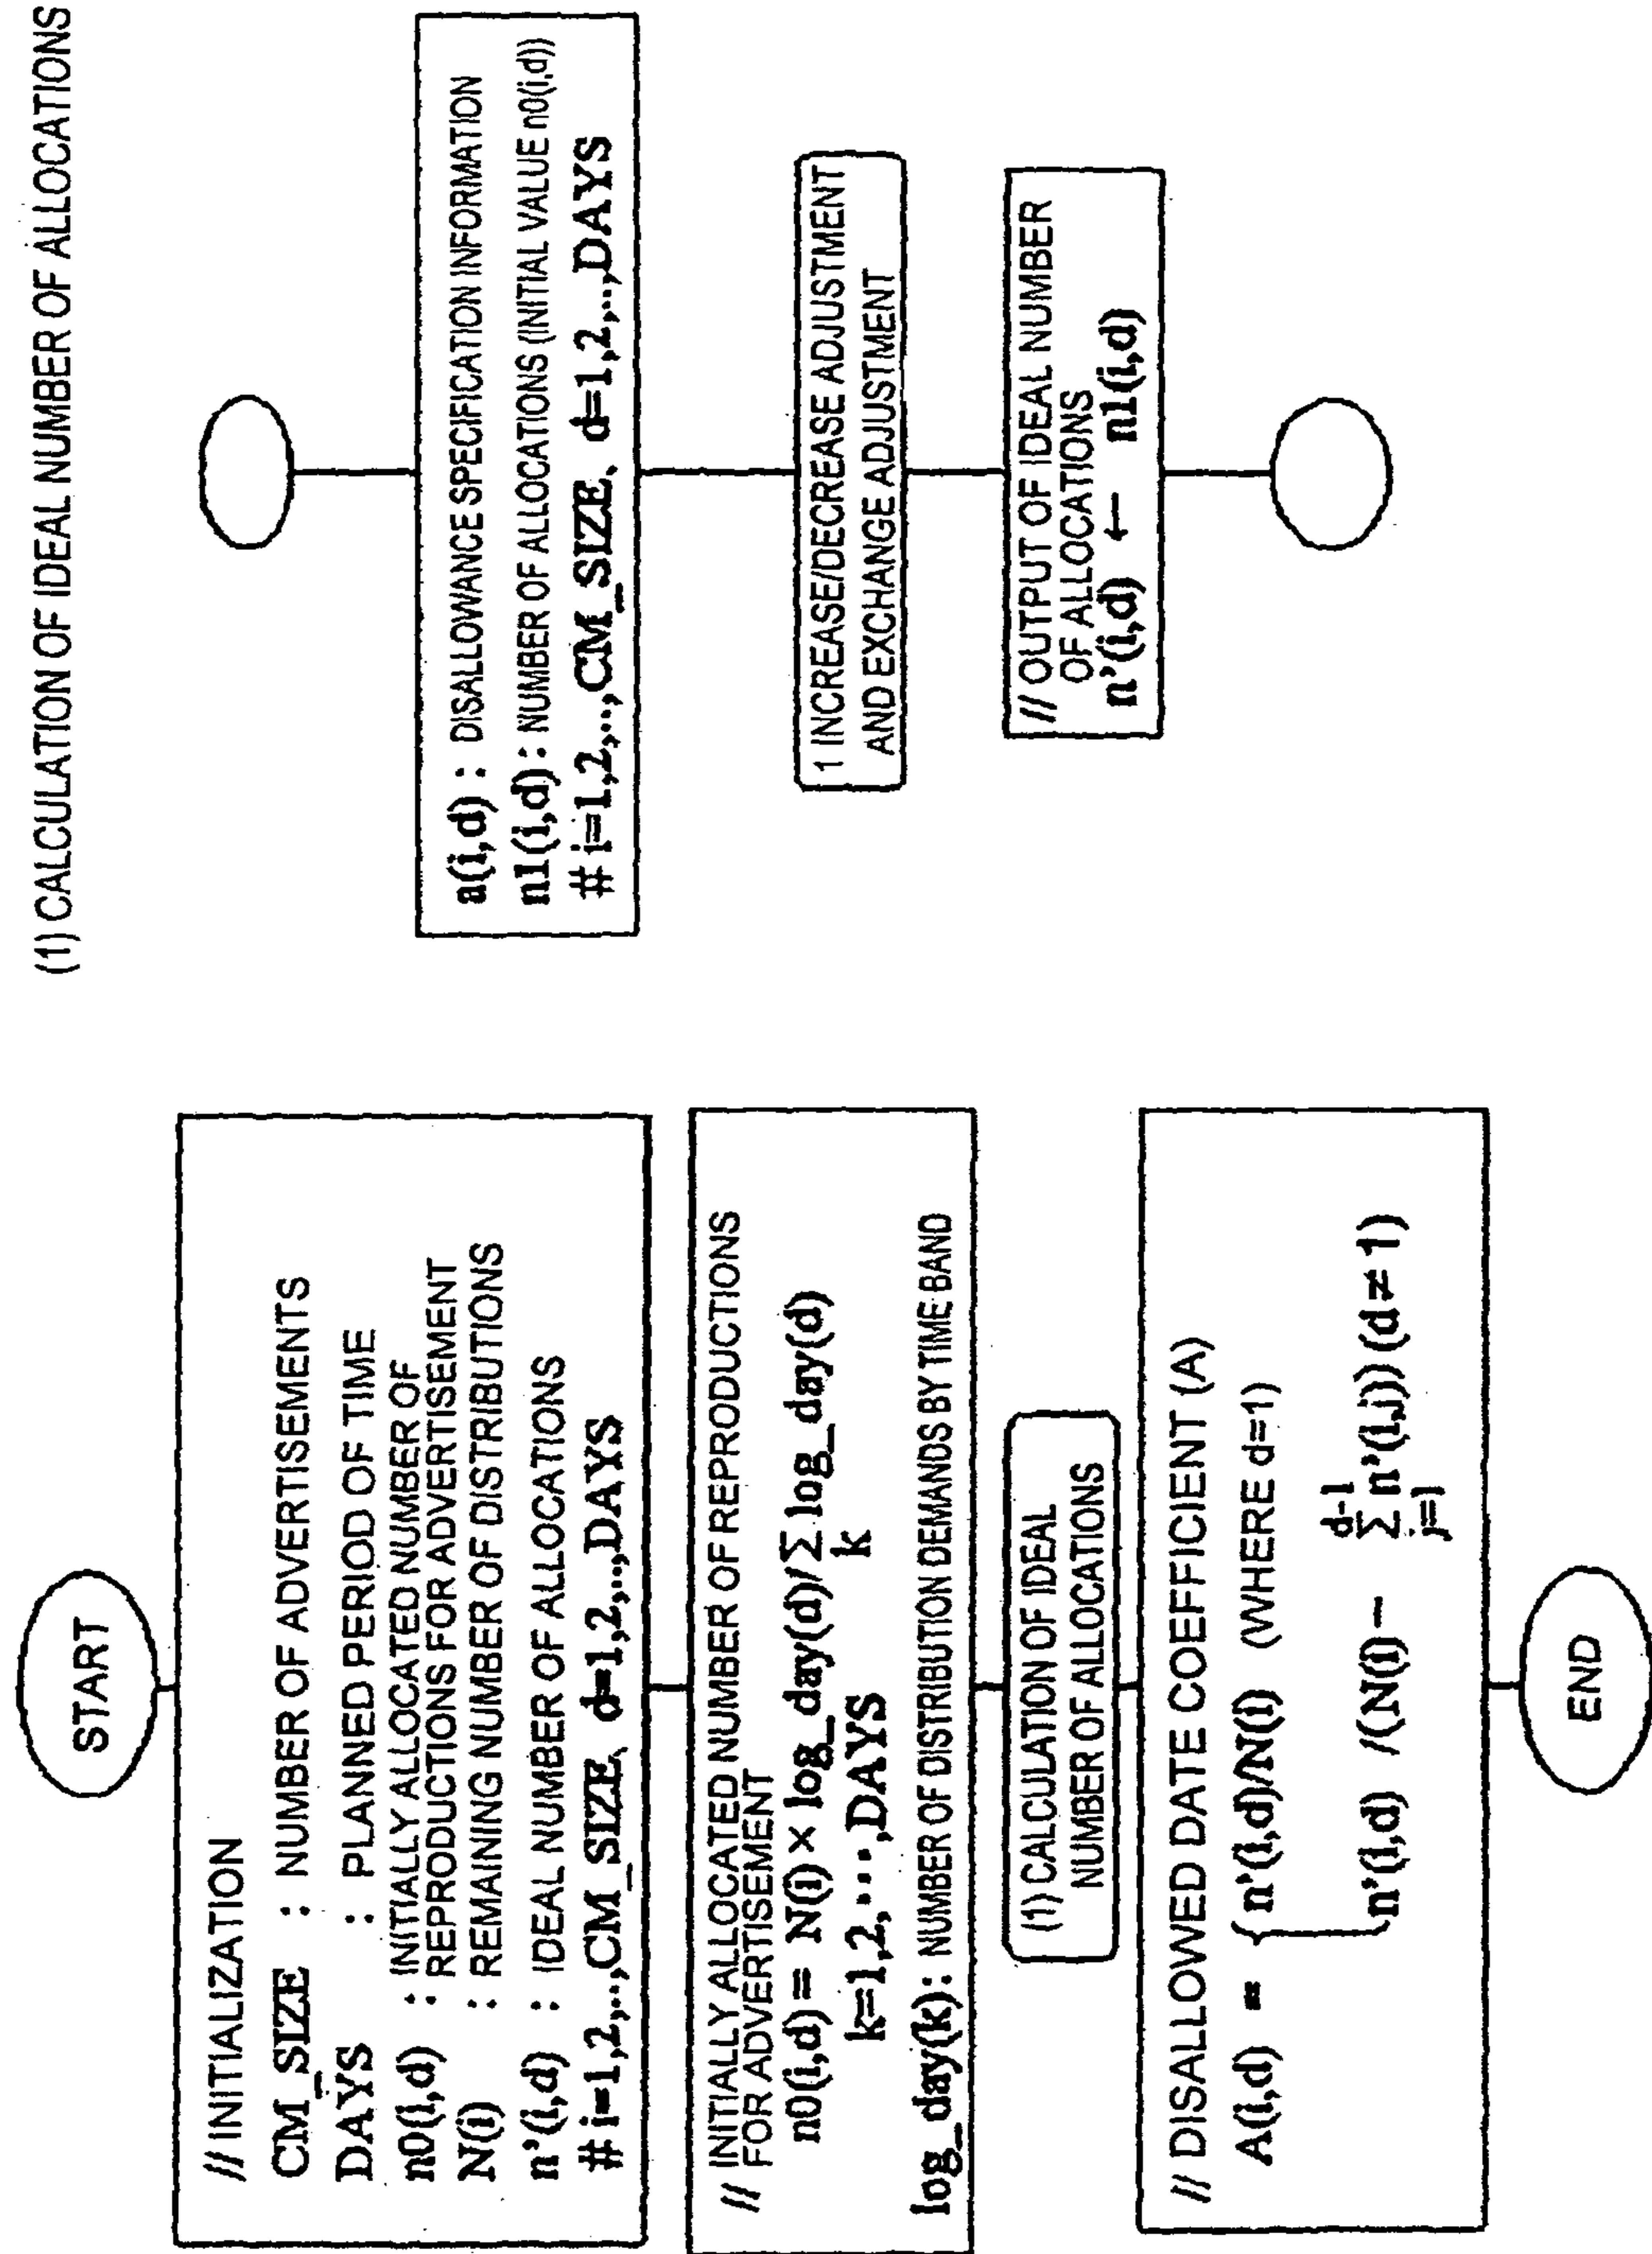 START
// INITIALIZATION
CM_SIZE : NUMBER OF ADVERTISEMENTS
DAYS : PLANNED PERIOD OF TIME
n0(i,d) : INITIALLY ALLOCATED NUMBER OF
REPRODUCTIONS FOR ADVERTISEMENT
N(i) : REMAINING NUMBER OF DISTRIBUTIONS
n'(i,d) : IDEAL NUMBER OF ALLOCATIONS
# i=1,2,..,CM_SIZE、d=1,2,..,DAYS
// INITIALLY ALLOCATED NUMBER OF REPRODUCTIONS
FOR ADVERTISEMENT
n0(i,d) = N(i) × log_day(d)/ Σ log_day(d)
k
k=1,2,···,DAYS
log_day(k): NUMBER OF DISTRIBUTION DEMANDS BY TIME BAND
(1) CALCULATION OF IDEAL
NUMBER OF ALLOCATIONS
// DISALLOWED DATE COEFFICIENT (A)
A(i,d) = { n'(i,d)/N(i) (WHERE d=1)
d-1
n'(i,d) /(N(i) — Σ n'(i,j)) (d ≠ 1)
j=1
END
(1) CALCULATION OF IDEAL NUMBER OF ALLOCATIONS
a(i,d) : DISALLOWANCE SPECIFICATION INFORMATION
n1(i,d) : NUMBER OF ALLOCATIONS (INITIAL VALUE n0(i,d))
# i=1,2,..,CM_SIZE、d=1,2,..,DAYS
1 INCREASE/DECREASE ADJUSTMENT
AND EXCHANGE ADJUSTMENT
// OUTPUT OF IDEAL NUMBER
OF ALLOCATIONS
n'(i,d) ← n1(i,d)